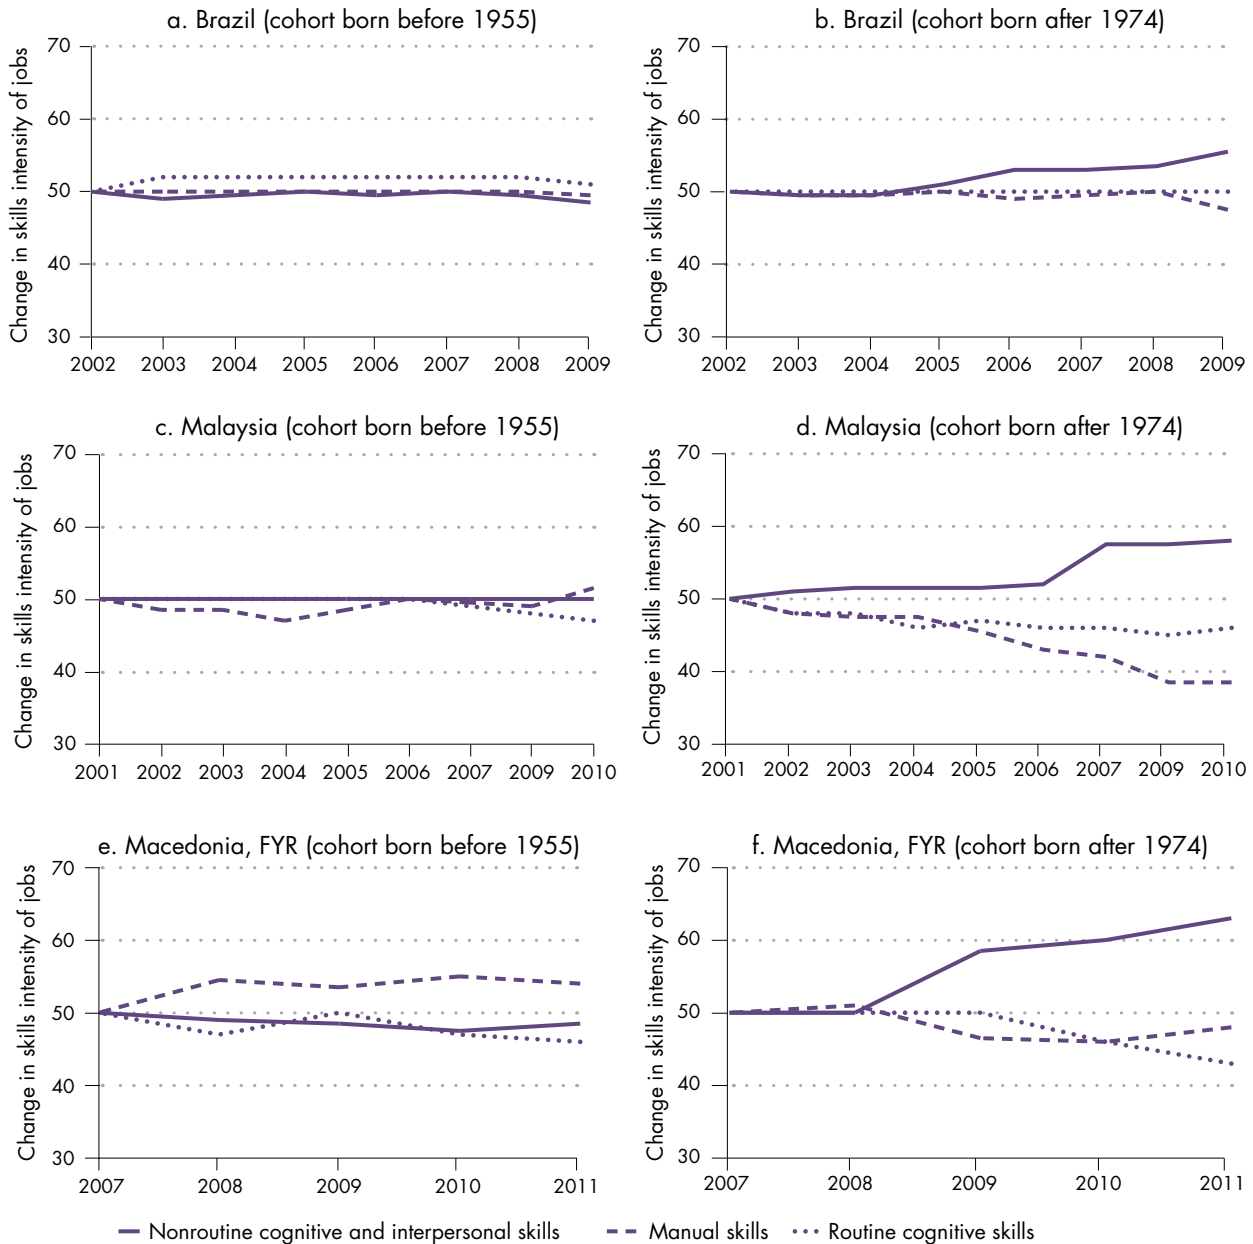 a. Brazil (cohort born before 1955)
Change in skills intensity of jobs
70
60
50
40
30
2002 2003 2004 2005 2006 2007 2008 2009
b. Brazil (cohort born after 1974)
Change in skills intensity of jobs
70
60
50
40
30
2002 2003 2004 2005 2006 2007 2008 2009
c. Malaysia (cohort born before 1955)
Change in skills intensity of jobs
70
60
50
40
30
2001 2002 2003 2004 2005 2006 2007 2009 2010
d. Malaysia (cohort born after 1974)
Change in skills intensity of jobs
70
60
50
40
30
2001 2002 2003 2004 2005 2006 2007 2009 2010
e. Macedonia, FYR (cohort born before 1955)
Change in skills intensity of jobs
70
60
50
40
30
2007 2008 2009 2010 2011
f. Macedonia, FYR (cohort born after 1974)
Change in skills intensity of jobs
70
60
50
40
30
2007 2008 2009 2010 2011
Nonroutine cognitive and interpersonal skills Manual skills Routine cognitive skills